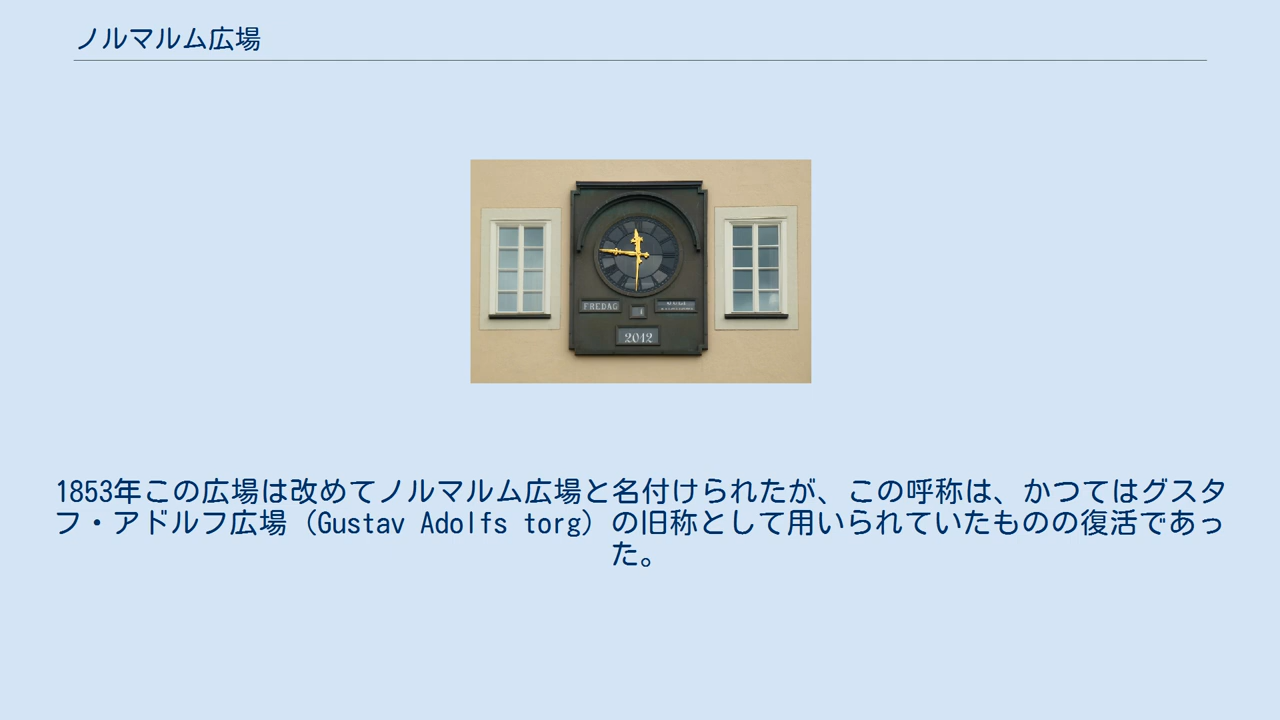 ノルマルム広場
FREDAG
2012
1853年この広場は改めてノルマルム広場と名付けられたが、この呼称は、かつてはグスタ
フ・アドルフ広場（Gustav Adolfs torg）の旧称として用いられていたものの復活であっ
た。